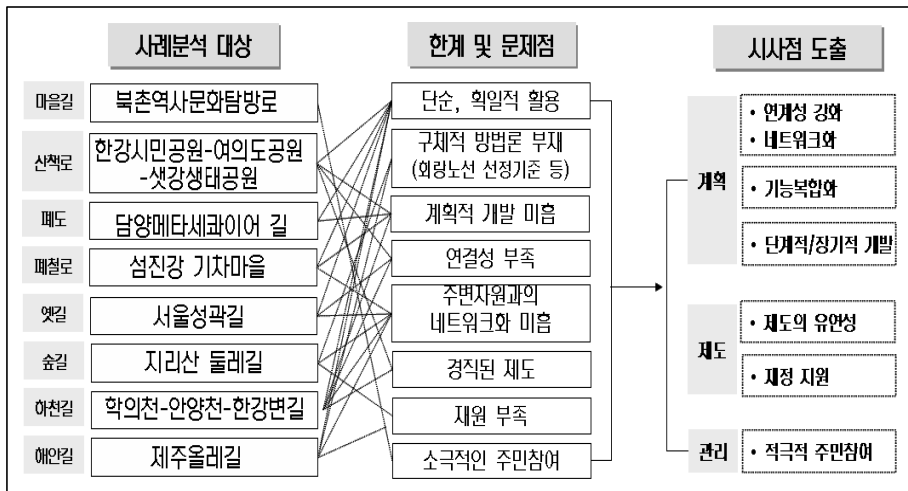 사례분석 대상
한계 및 문제점
시사점 도출
마을길
북촌역사문화탐방로
산책로
한강시민공원-여의도공원
-샛강생태공원
폐도
담양메타세콰이어 길
폐철로
섬진강 기차마을
옛길
서울성곽길
숲길
지리산 둘레길
하천길
학의천-안양천-한강변길
해안길
제주올레길
단순, 획일적 활용
구체적 방법론 부재
(회랑노선 선정기준 등)
계획적 개발 미흡
연결성 부족
주변자원과의
네트워크화 미흡
경직된 제도
재원 부족
소극적인 주민참여
계획
• 연계성 강화
• 네트워크화
• 기능복합화
• 단계적/장기적 개발
제도
• 제도의 유연성
• 재정 지원
관리
• 적극적 주민참여